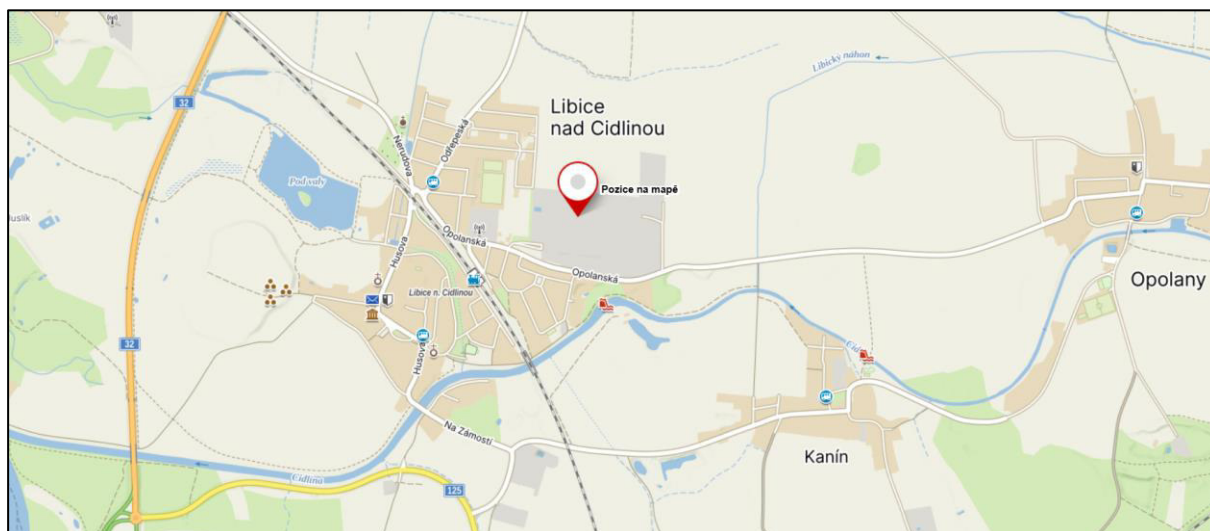 32
Libický náhon
Libice
nad Cidlinou
Odřepeská
Nerudova
Pod valy
Pozice na mapě
Opolanská
Husova
Opolanská
Opolany
Libice n. Cidlinou
32
Husova
Na Zámostí
Kanín
Cidlina
125